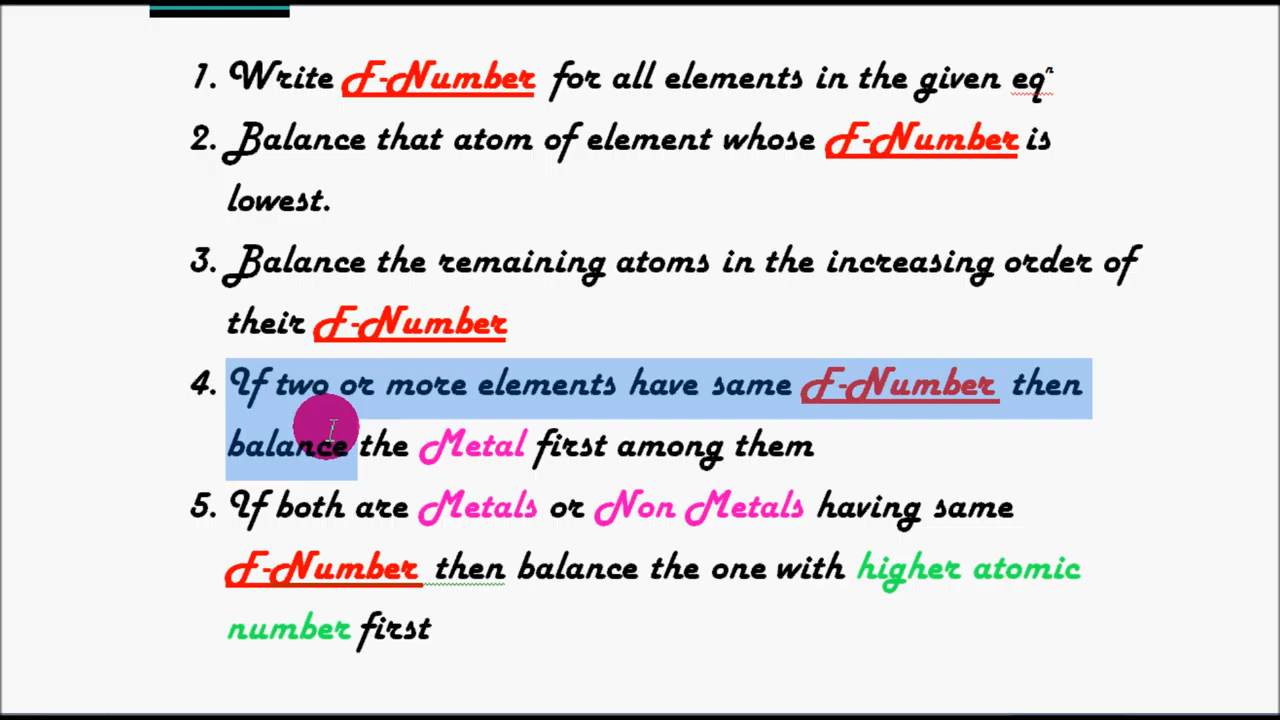 1. Write F-Number for all elements in the given eqⁿ
2. Balance that atom of element whose F-Number is
lowest.
3. Balance the remaining atoms in the increasing order of
their F-Number
4. If two or more elements have same F-Number then
balance the Metal first among them
5. If both are Metals or Non Metals having same
F-Number then balance the one with higher atomic
number first